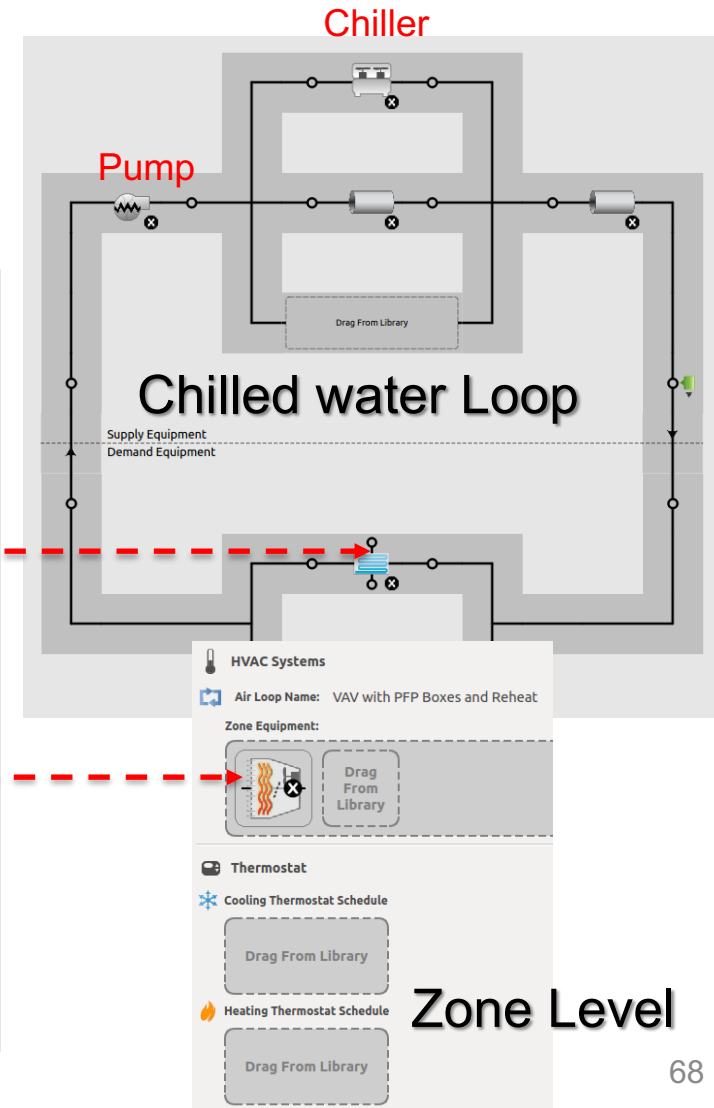 Chiller
Pump
Drag From Library
Chilled water Loop
Supply Equipment
Demand Equipment
HVAC Systems
Air Loop Name: VAV with PFP Boxes and Reheat
Zone Equipment:
Drag
From
Library
Thermostat
Cooling Thermostat Schedule
Drag From Library
Heating Thermostat Schedule
Zone Level
Drag From Library
68